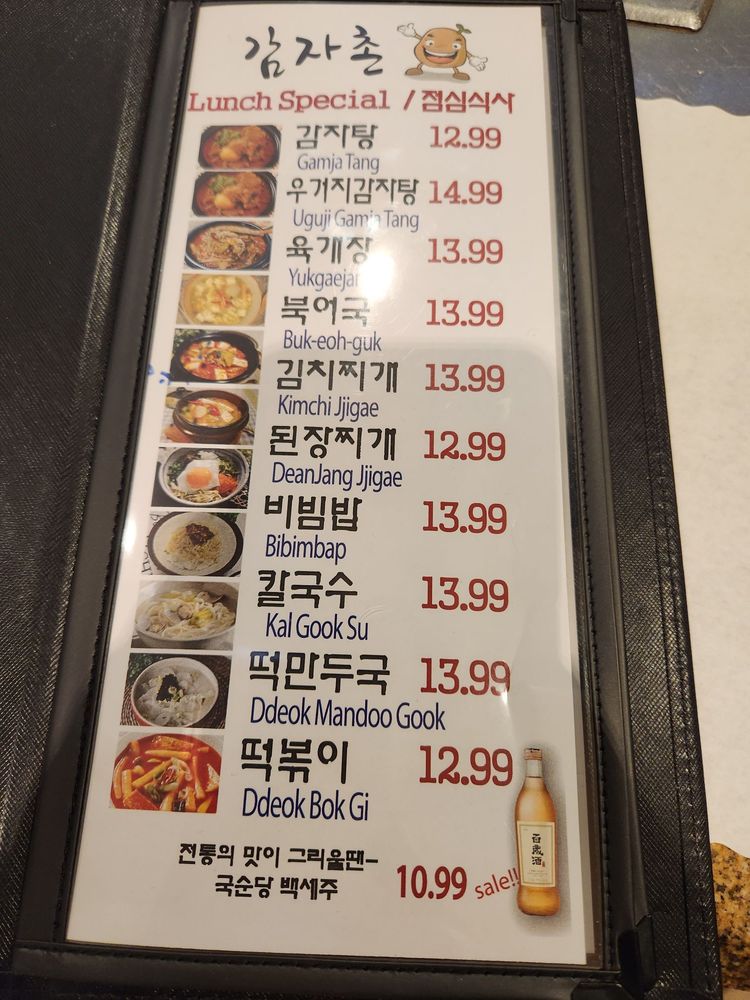 감자촌
Lunch Special / 점심식사
감자탕 12.99
Gamja Tang
우거지감자탕 14.99
Uguji Gamja Tang
육개장 13.99
Yukgaejan
북어국 13.99
Buk-eoh-guk
김치찌개 13.99
Kimchi Jjigae
된장찌개 12.99
DeanJang Jjigae
비빔밥 13.99
Bibimbap
칼국수 13.99
Kal Gook Su
떡만두국 13.99
Ddeok Mandoo Gook
떡볶이 12.99
Ddeok Bok Gi
전통의 맛이 그리울땐-
국순당 백세주 10.99 sale!!
百歲酒